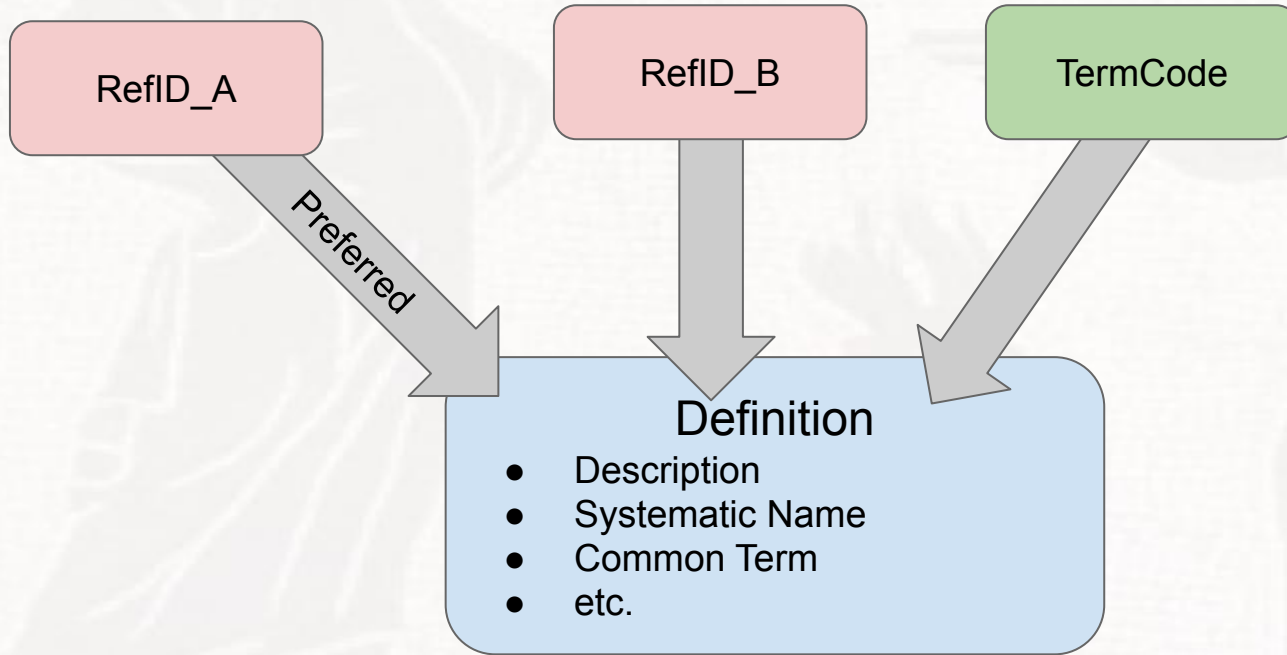 RefID_A
RefID_B
TermCode
Preferred
Definition
● Description
● Systematic Name
● Common Term
● etc.